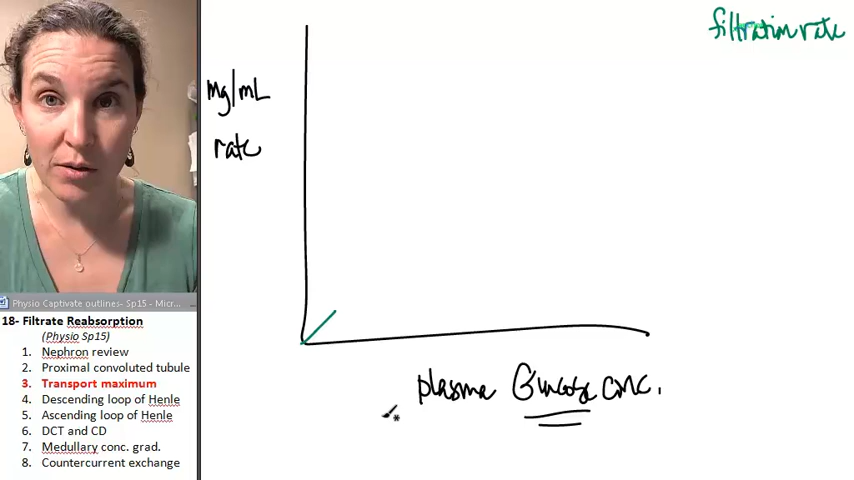 filtration rate
mg/mL
rate
plasma Glucose conc.
Physio Captivate outlines- Sp15 - Micr...
18- Filtrate Reabsorption
(Physio Sp15)
1. Nephron review
2. Proximal convoluted tubule
3. Transport maximum
4. Descending loop of Henle
5. Ascending loop of Henle
6. DCT and CD
7. Medullary conc. grad.
8. Countercurrent exchange